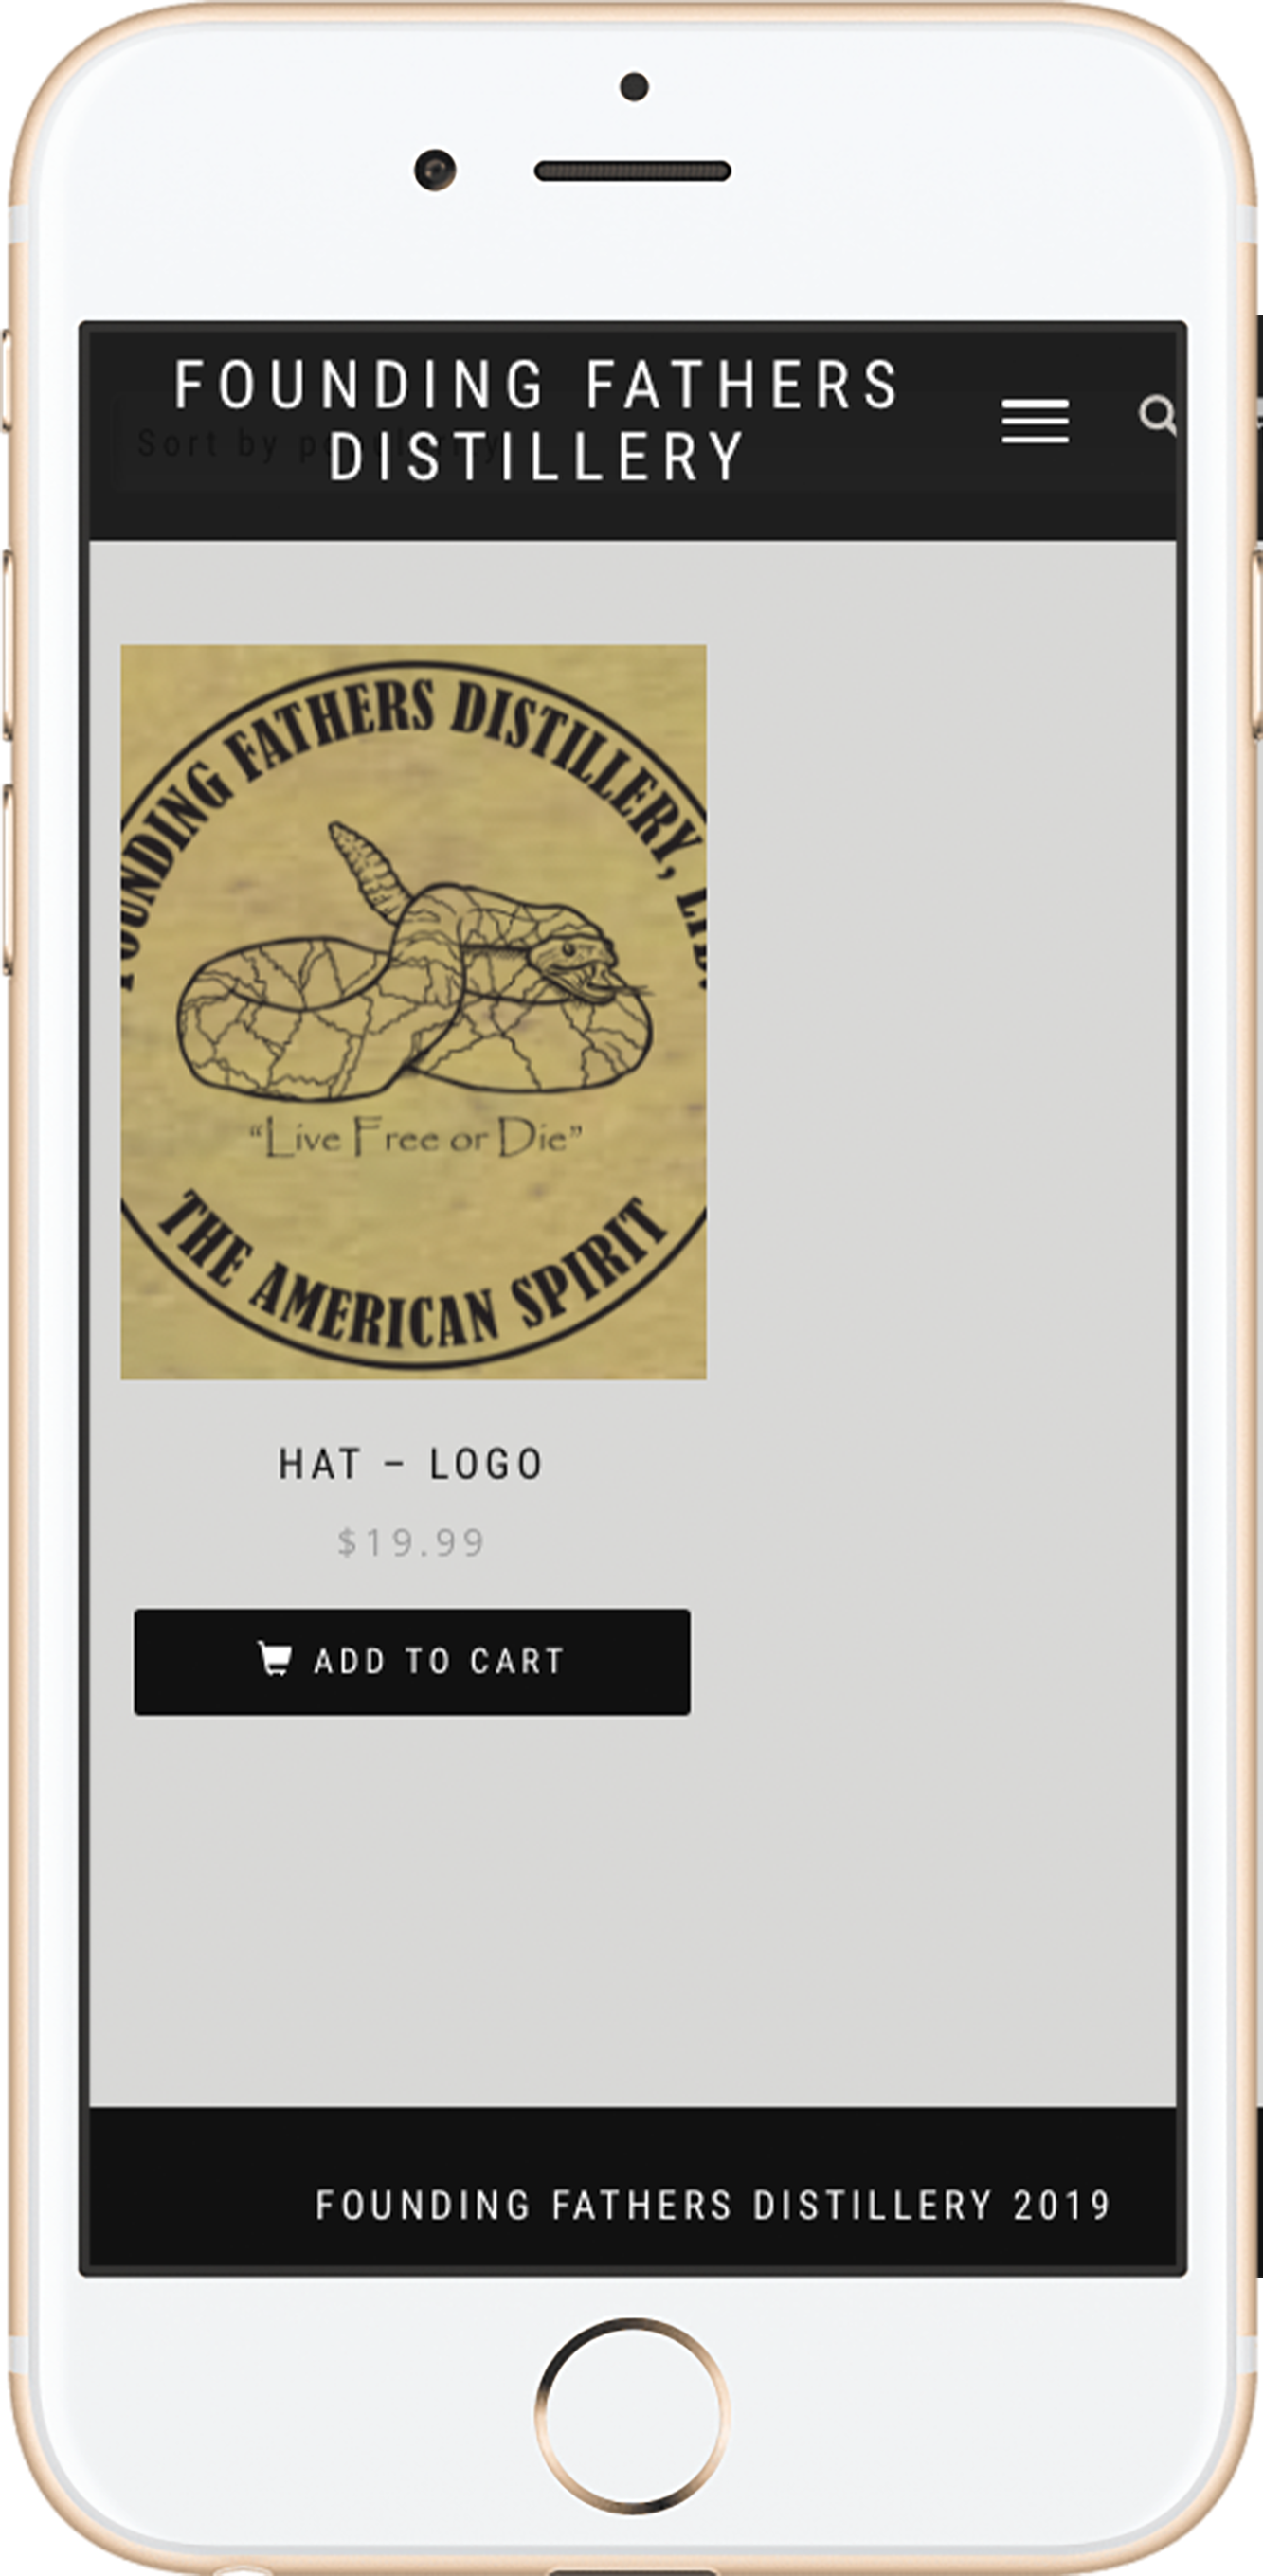 FOUNDING FATHERS
DISTILLERY
Sort by popularity
FOUNDING FATHERS DISTILLERY, LTD.
“Live Free or Die”
THE AMERICAN SPIRIT
HAT – LOGO
$19.99
ADD TO CART
FOUNDING FATHERS DISTILLERY 2019